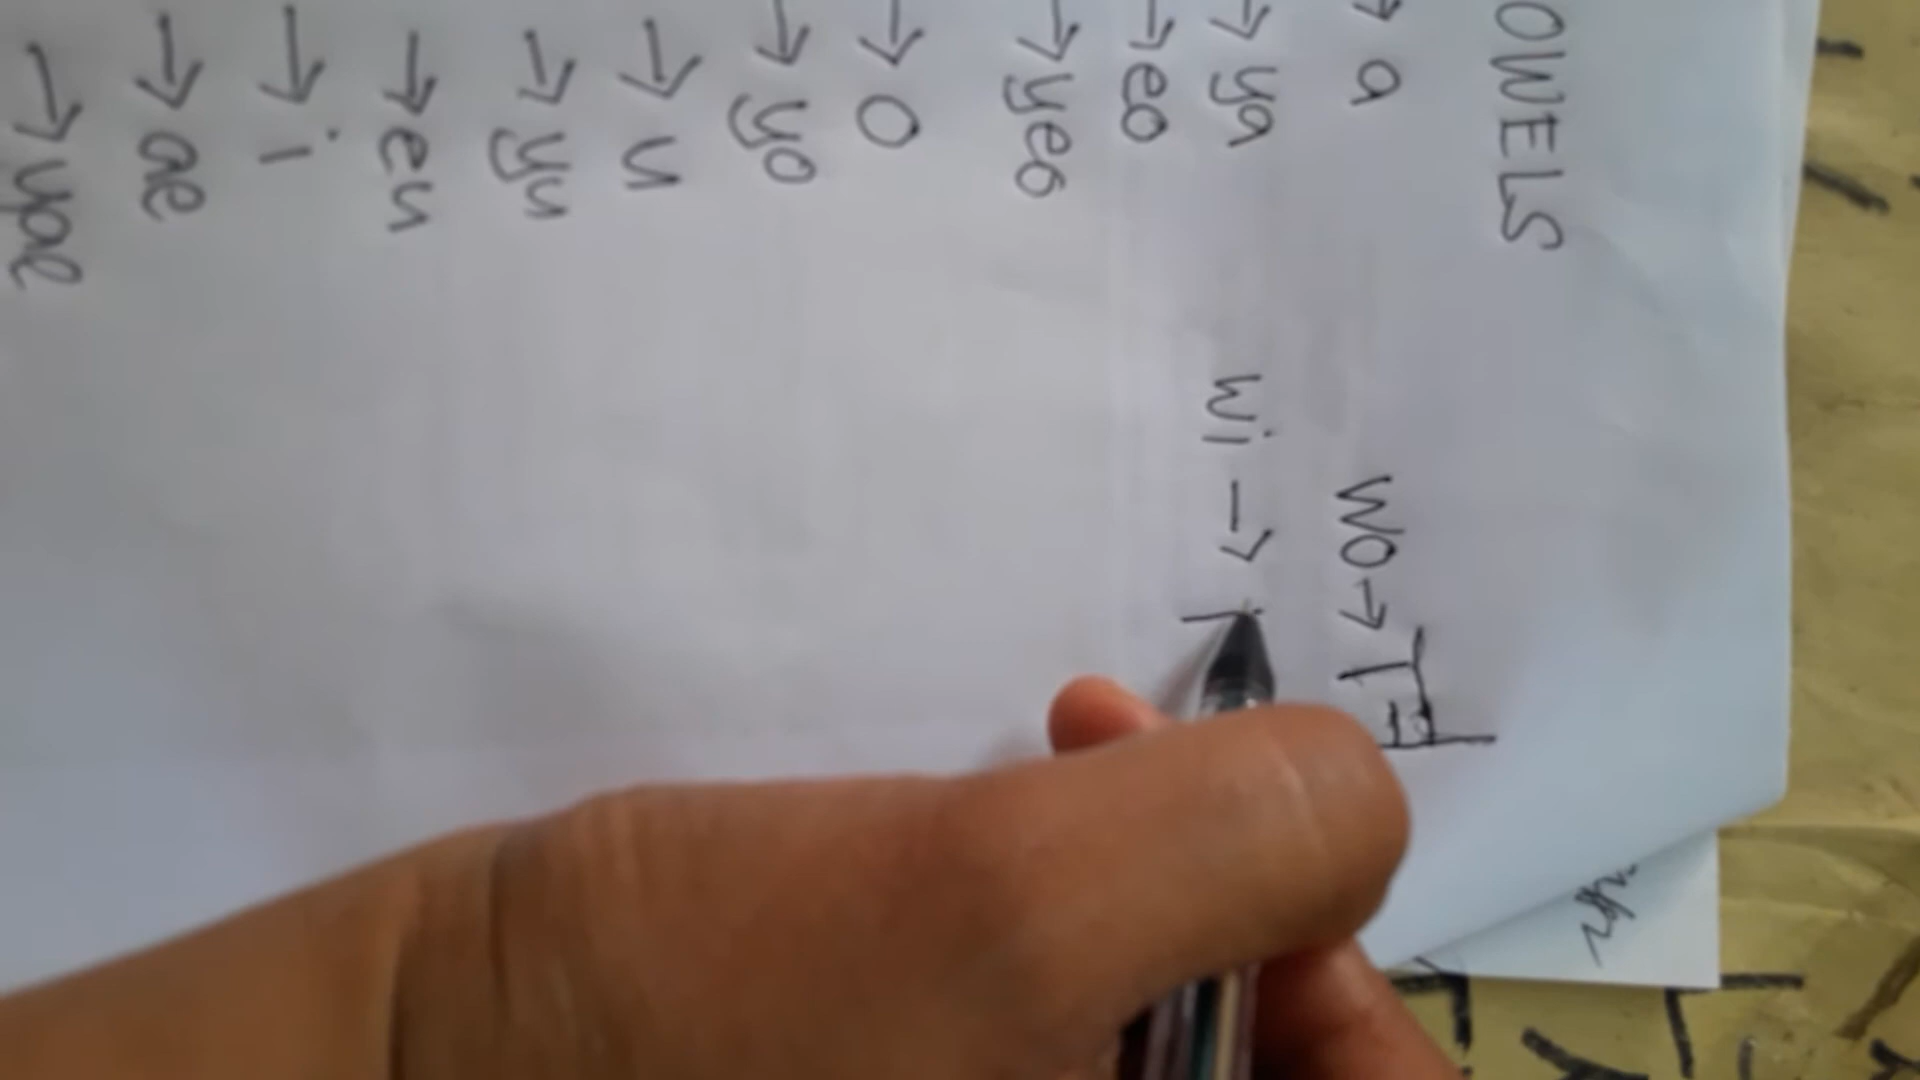 OWELS
→ a
→ ya
→ eo
→ yeo
→ o
→ yo
→ u
→ yu
→ eu
→ i
→ ae
→ yae
wo → ㅝ
wi →